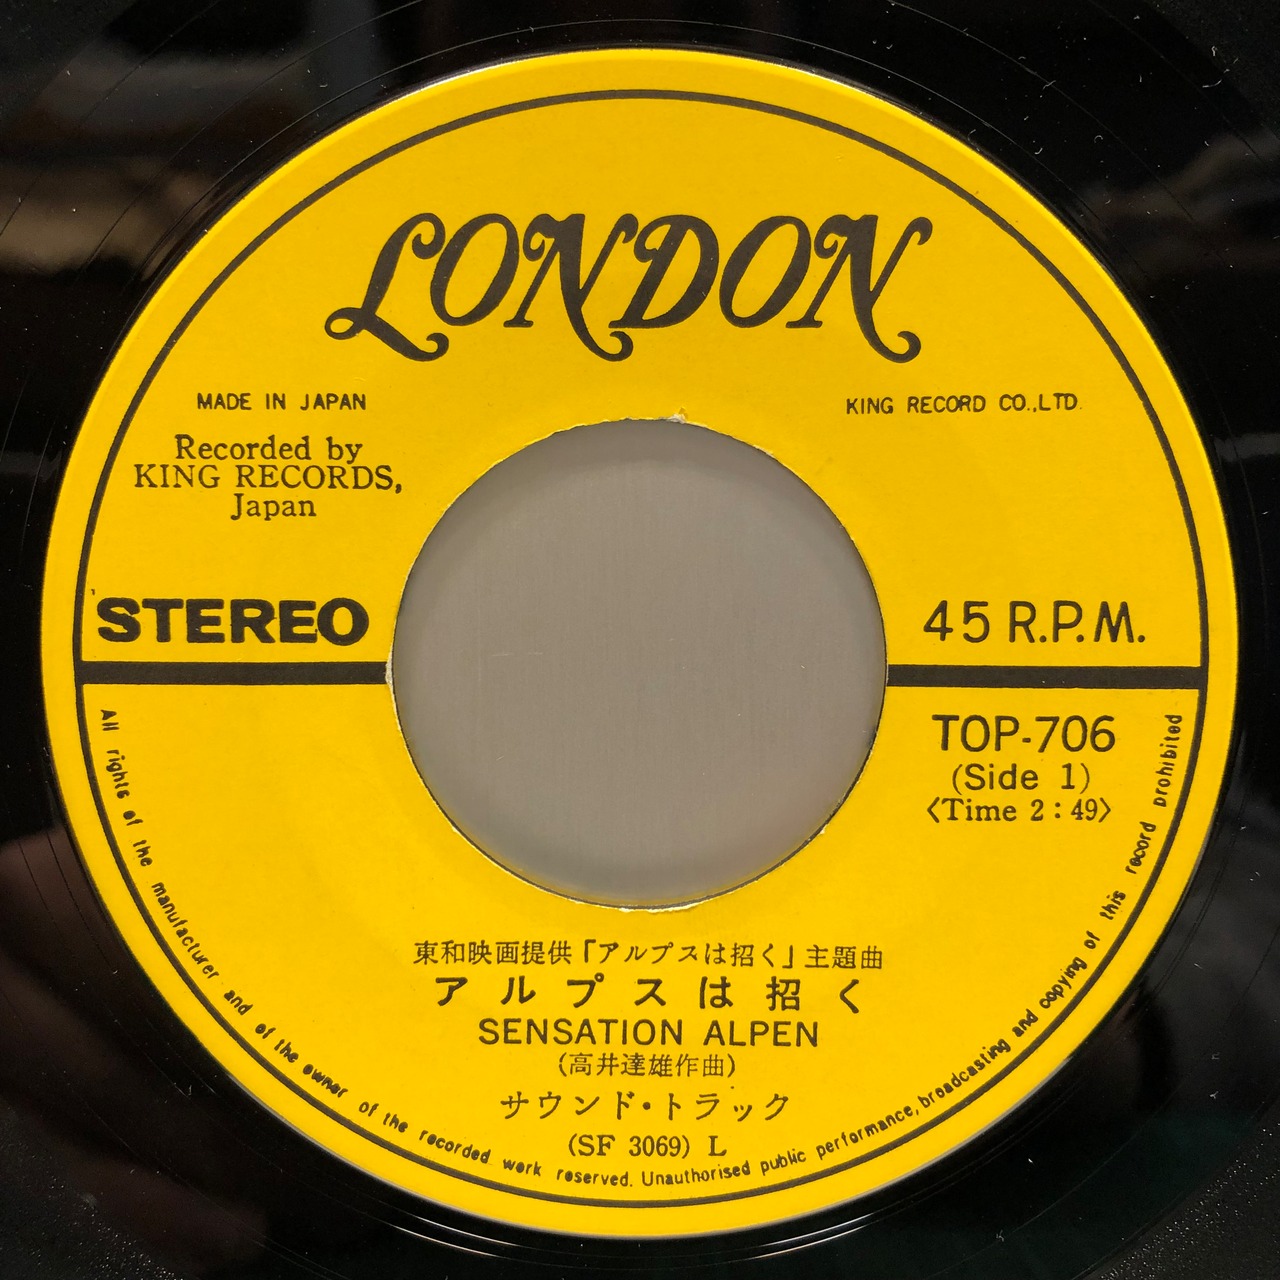 LONDON
MADE IN JAPAN
KING RECORD CO.,LTD.
Recorded by
KING RECORDS,
Japan
STEREO
45 R.P.M.
TOP-706
(Side 1)
〈Time 2:49〉
東和映画提供「アルプスは招く」主題曲
アルプスは招く
SENSATION ALPEN
(高井達雄作曲)
サウンド・トラック
(SF 3069) L
All rights of the manufacturer and of the owner of the recorded work reserved. Unauthorised public performance, broadcasting and copying of this record prohibited